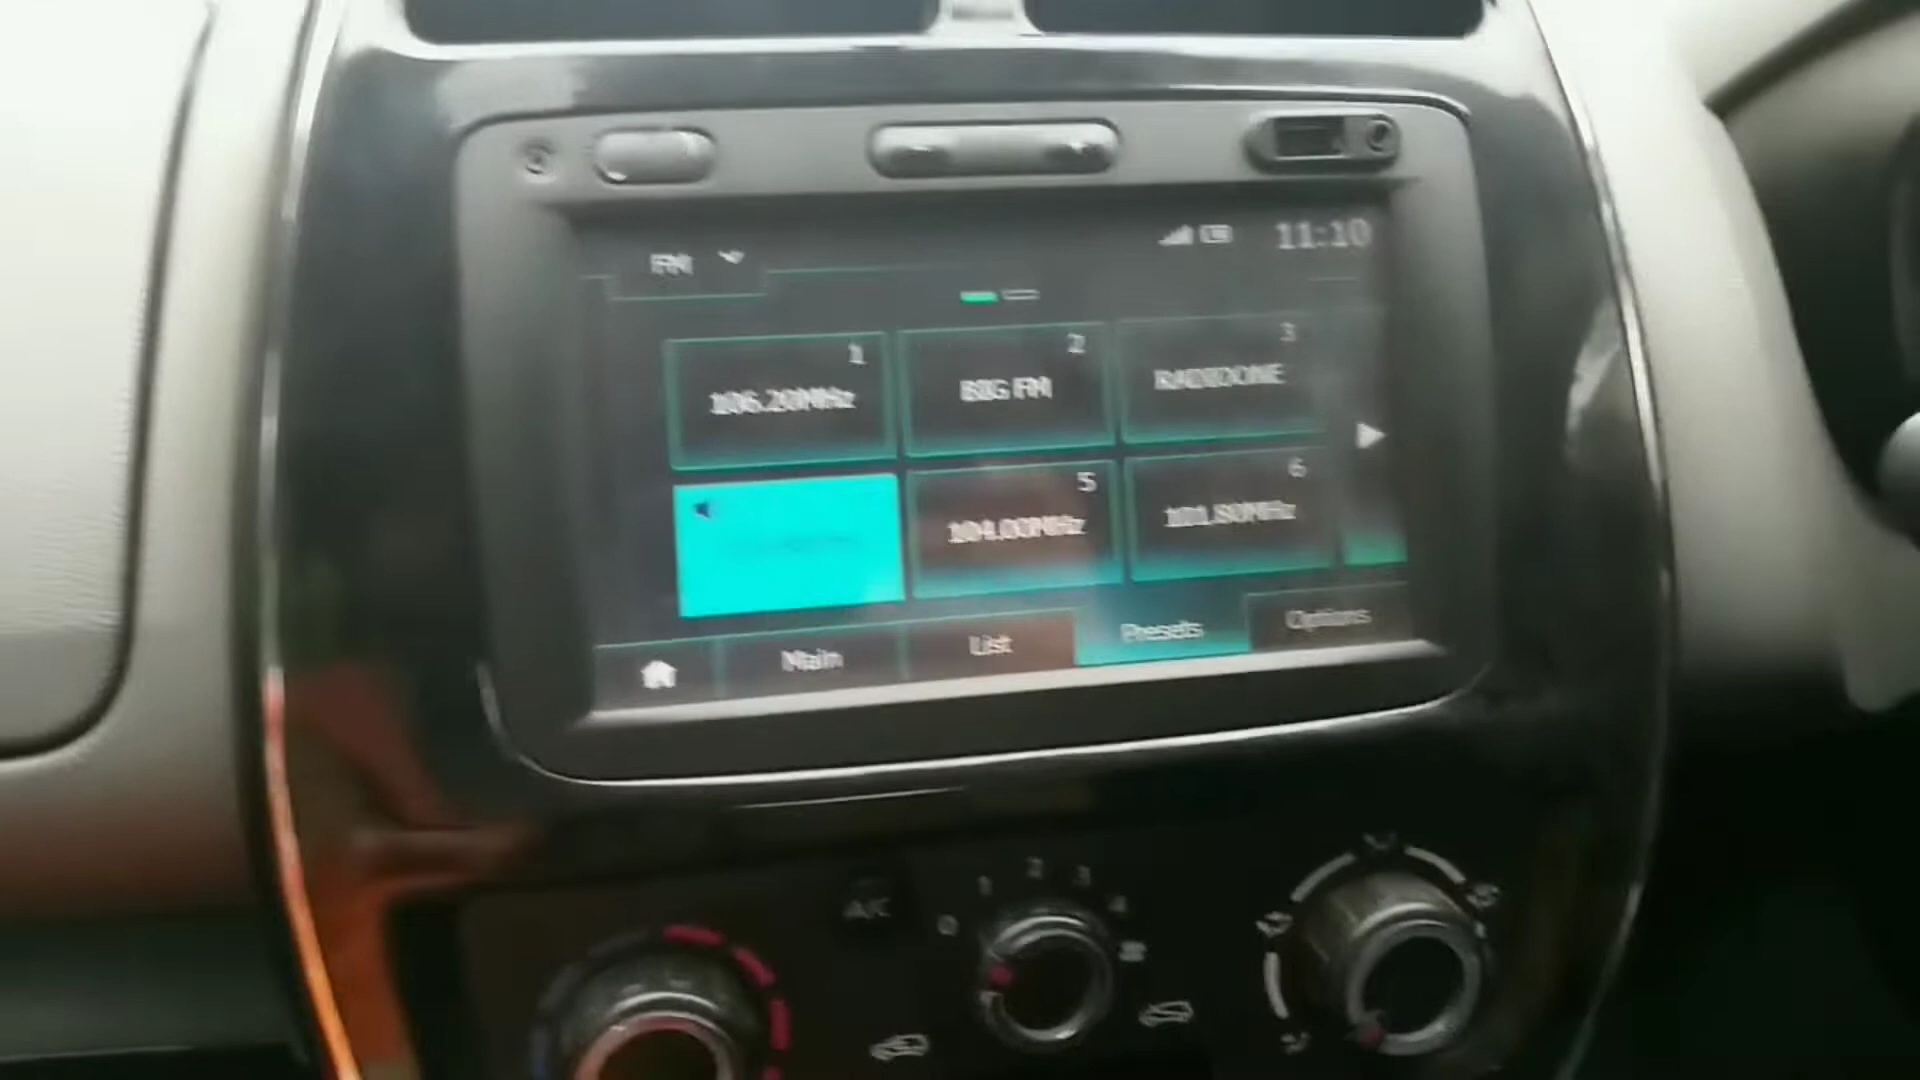 FM
11:10
1
106.20MHz
2
BIG FM
3
RADIOONE
5
104.00MHz
6
101.80MHz
Main
List
Presets
Options
A/C
0 1 2 3 4